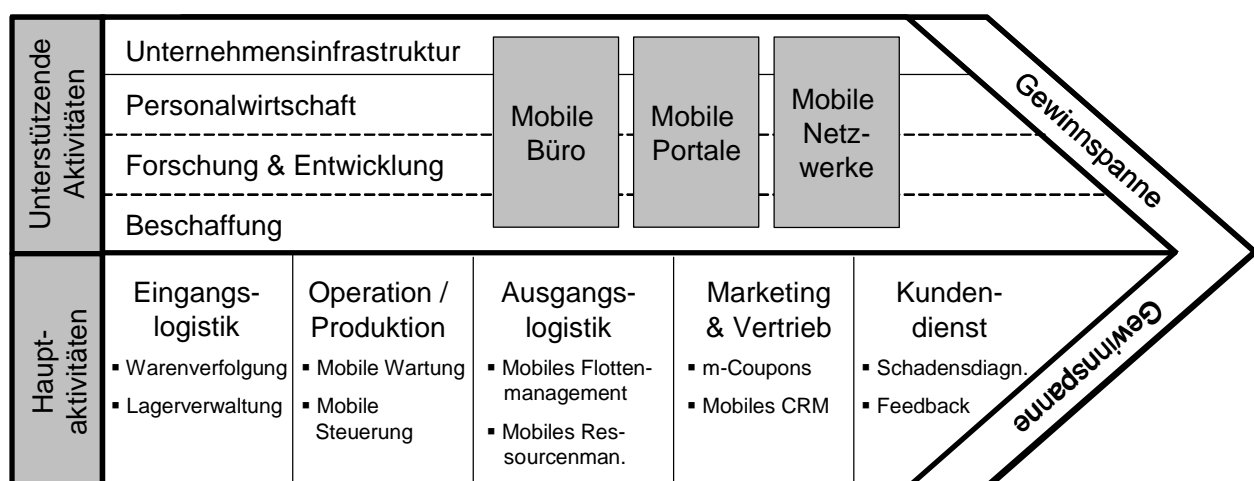 Unterstützende
Aktivitäten
Unternehmensinfrastruktur
Personalwirtschaft
Forschung & Entwicklung
Beschaffung
Mobile
Büro
Mobile
Portale
Mobile
Netz-
werke
Gewinnspanne
Haupt-
aktivitäten
Eingangs-
logistik
▪ Warenverfolgung
▪ Lagerverwaltung
Operation /
Produktion
▪ Mobile Wartung
▪ Mobile
Steuerung
Ausgangs-
logistik
▪ Mobiles Flotten-
management
▪ Mobiles Res-
sourcenman.
Marketing
& Vertrieb
▪ m-Coupons
▪ Mobiles CRM
Kunden-
dienst
▪ Schadensdiagn.
▪ Feedback
Gewinnspanne